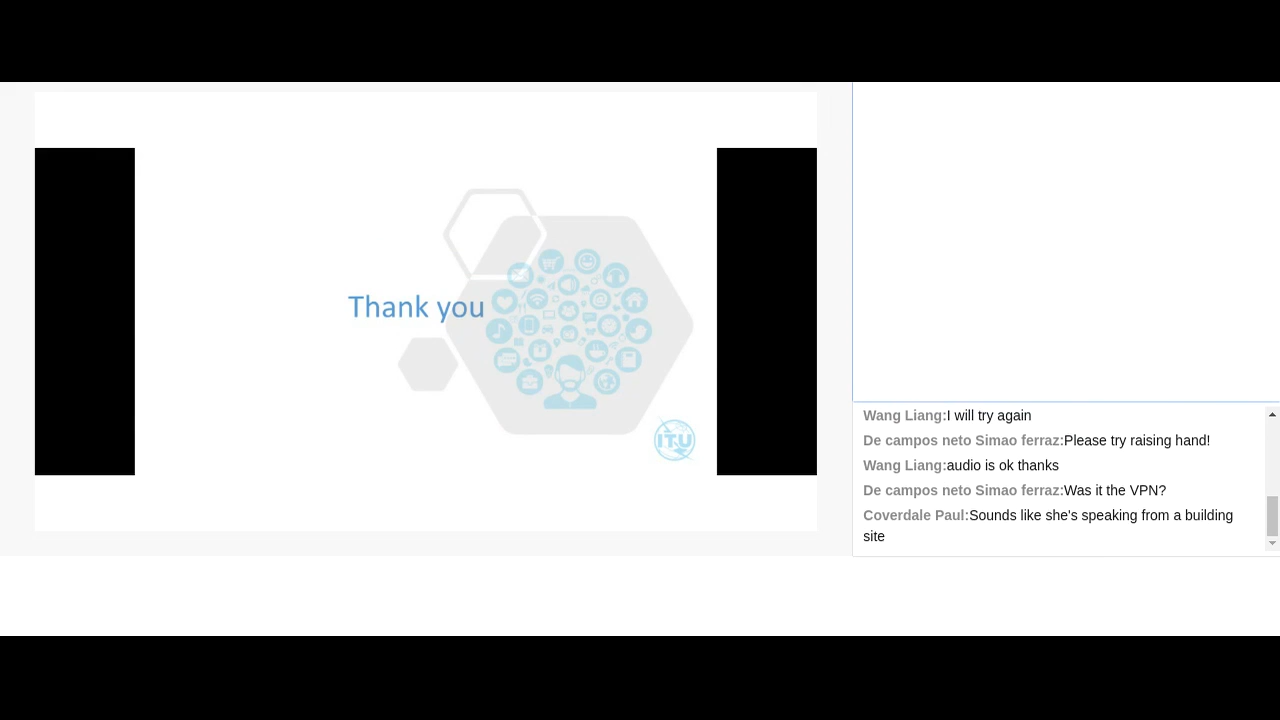 Thank you
ITU
Wang Liang:I will try again
De campos neto Simao ferraz:Please try raising hand!
Wang Liang:audio is ok thanks
De campos neto Simao ferraz:Was it the VPN?
Coverdale Paul:Sounds like she's speaking from a building
site